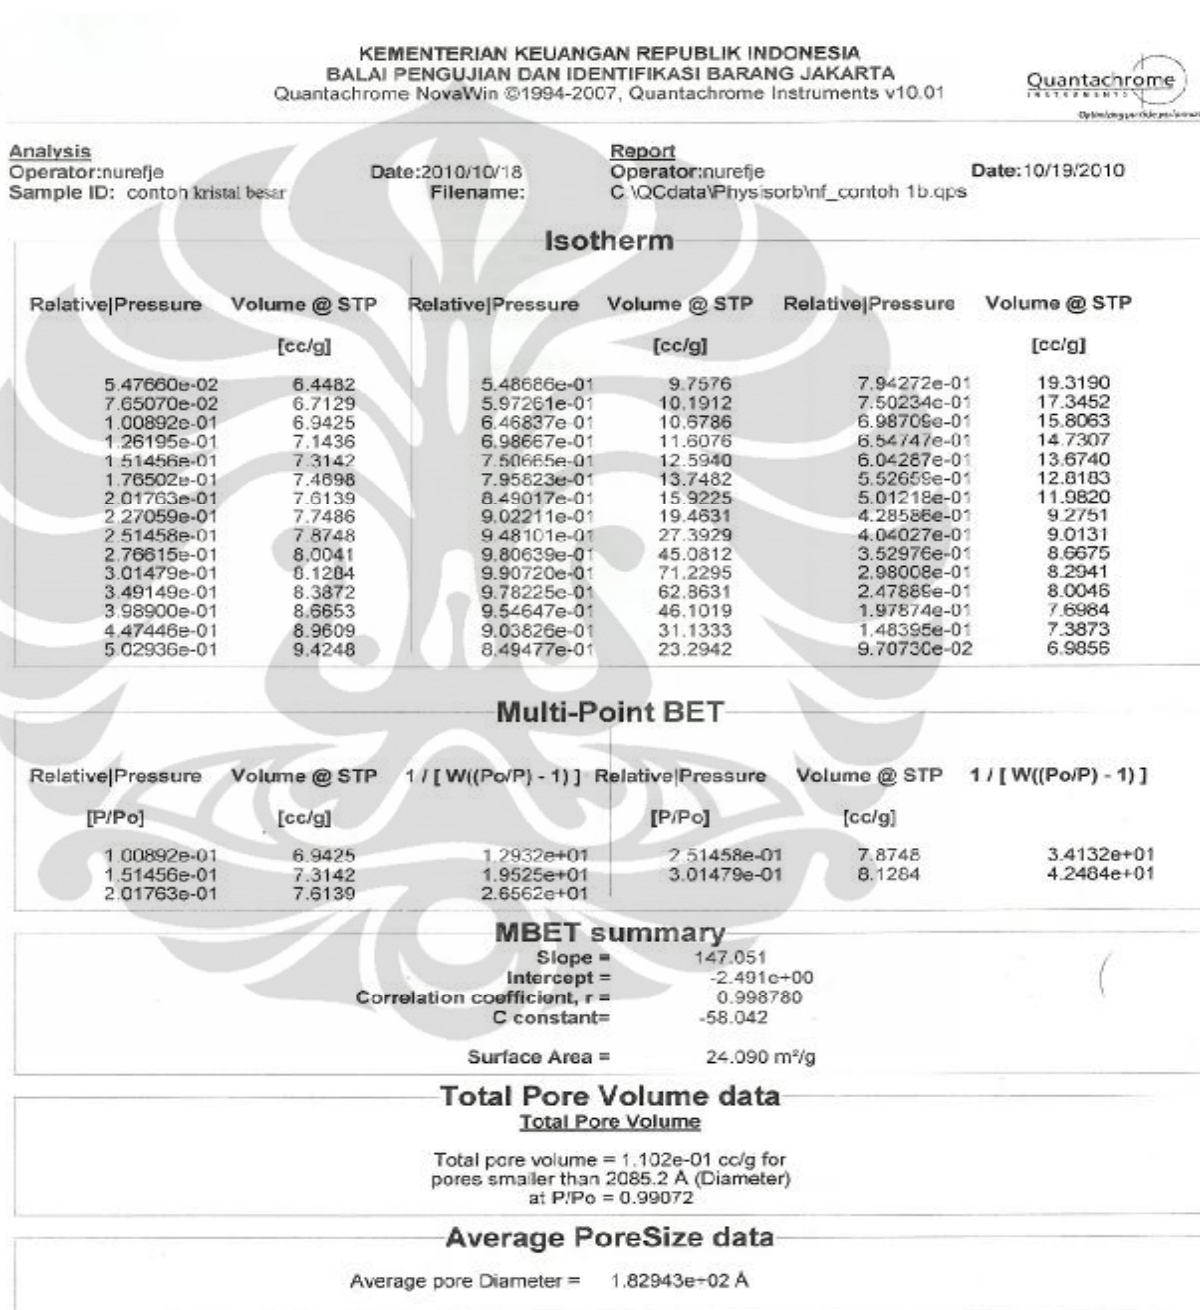 KEMENTERIAN KEUANGAN REPUBLIK INDONESIA
BALAI PENGUJIAN DAN IDENTIFIKASI BARANG JAKARTA
Quantachrome NovaWin ©1994-2007, Quantachrome Instruments v10.01
Quantachrome
INSTRUMENTS
Analysis Report
Operator:nurefje Date:2010/10/18 Operator:nurefje Date:10/19/2010
Sample ID: contoh kristal besar Filename: C:\QCdata\Physisorb\nf_contoh 1b.qps
Isotherm
Relative|Pressure Volume @ STP Relative|Pressure Volume @ STP Relative|Pressure Volume @ STP
[cc/g] [cc/g] [cc/g]
5.47660e-02 6.4482 5.48686e-01 9.7576 7.94272e-01 19.3190
7.65070e-02 6.7129 5.97261e-01 10.1912 7.50234e-01 17.3452
1.00892e-01 6.9425 6.46837e-01 10.6786 6.98709e-01 15.8063
1.26195e-01 7.1436 6.98667e-01 11.6076 6.54747e-01 14.7307
1.51456e-01 7.3142 7.50665e-01 12.5940 6.04287e-01 13.6740
1.76502e-01 7.4698 7.95823e-01 13.7482 5.52659e-01 12.8183
2.01763e-01 7.6139 8.49017e-01 15.9225 5.01218e-01 11.9820
2.27059e-01 7.7486 9.02211e-01 19.4631 4.28586e-01 9.2751
2.51458e-01 7.8748 9.48101e-01 27.3929 4.04027e-01 9.0131
2.76615e-01 8.0041 9.80639e-01 45.0812 3.52976e-01 8.6675
3.01479e-01 8.1284 9.90720e-01 71.2295 2.98008e-01 8.2941
3.49149e-01 8.3872 9.78225e-01 62.8631 2.47889e-01 8.0046
3.98900e-01 8.6653 9.54647e-01 46.1019 1.97874e-01 7.6984
4.47446e-01 8.9609 9.03826e-01 31.1333 1.48395e-01 7.3873
5.02936e-01 9.4248 8.49477e-01 23.2942 9.70730e-02 6.9856
Multi-Point BET
Relative|Pressure Volume @ STP 1 / [ W((Po/P) - 1) ] Relative|Pressure Volume @ STP 1 / [ W((Po/P) - 1) ]
[P/Po] [cc/g] [P/Po] [cc/g]
1.00892e-01 6.9425 1.2932e+01 2.51458e-01 7.8748 3.4132e+01
1.51456e-01 7.3142 1.9525e+01 3.01479e-01 8.1284 4.2484e+01
2.01763e-01 7.6139 2.6562e+01
MBET summary
Slope = 147.051
Intercept = -2.491e+00
Correlation coefficient, r = 0.998780
C constant= -58.042
Surface Area = 24.090 m²/g
Total Pore Volume data
Total Pore Volume
Total pore volume = 1.102e-01 cc/g for
pores smaller than 2085.2 Å (Diameter)
at P/Po = 0.99072
Average PoreSize data
Average pore Diameter = 1.82943e+02 Å